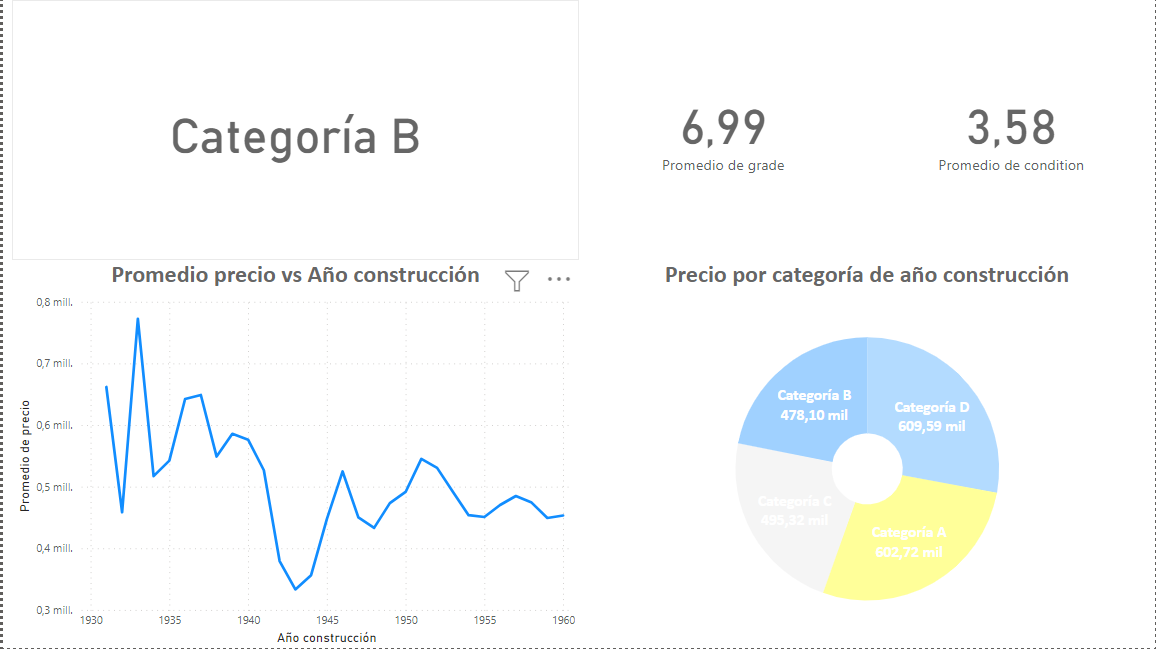 Categoría B
6,99
Promedio de grade
3,58
Promedio de condition
Promedio precio vs Año construcción
0,8 mill.
0,7 mill.
0,6 mill.
0,5 mill.
0,4 mill.
0,3 mill.
Promedio de precio
1930 1935 1940 1945 1950 1955 1960
Año construcción
Precio por categoría de año construcción
Categoría B
478,10 mil
Categoría D
609,59 mil
Categoría C
495,32 mil
Categoría A
602,72 mil